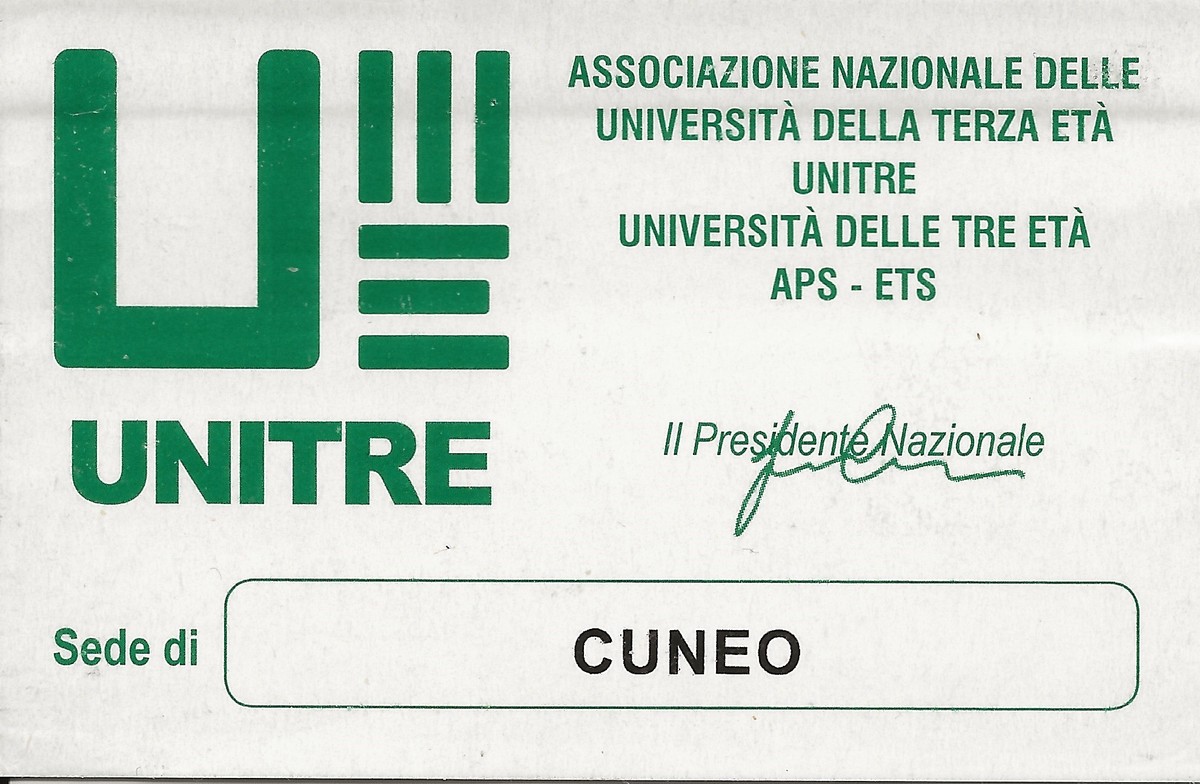 ASSOCIAZIONE NAZIONALE DELLE
UNIVERSITÀ DELLA TERZA ETÀ
UNITRE
UNIVERSITÀ DELLE TRE ETÀ
APS - ETS
UNITRE
Il Presidente Nazionale
Sede di
CUNEO